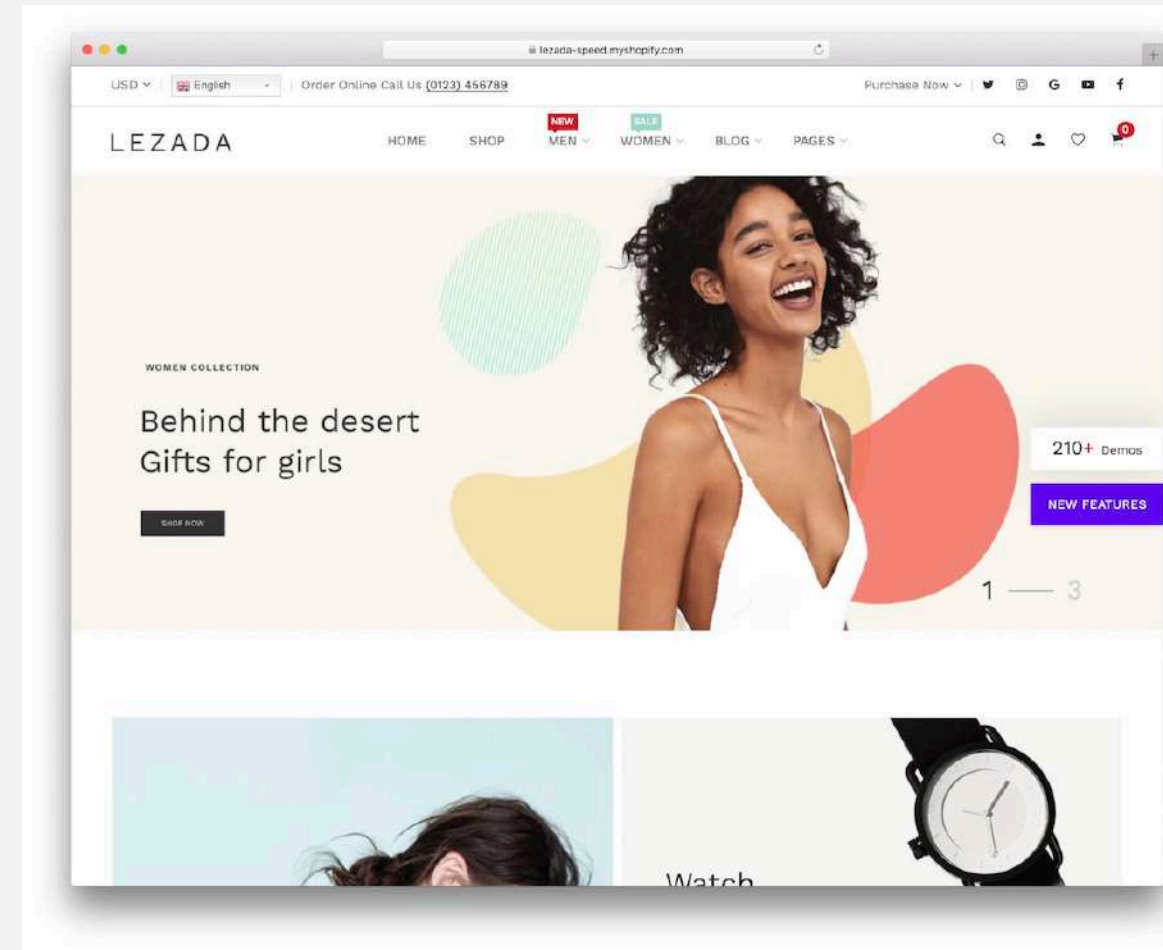 lezada-speed.myshopify.com
USD English Order Online Call Us (0123) 456789 Purchase Now
NEW SALE
LEZADA HOME SHOP MEN WOMEN BLOG PAGES 0
WOMEN COLLECTION
Behind the desert
Gifts for girls
SHOP NOW
210+ Demos
NEW FEATURES
1 3
Watch